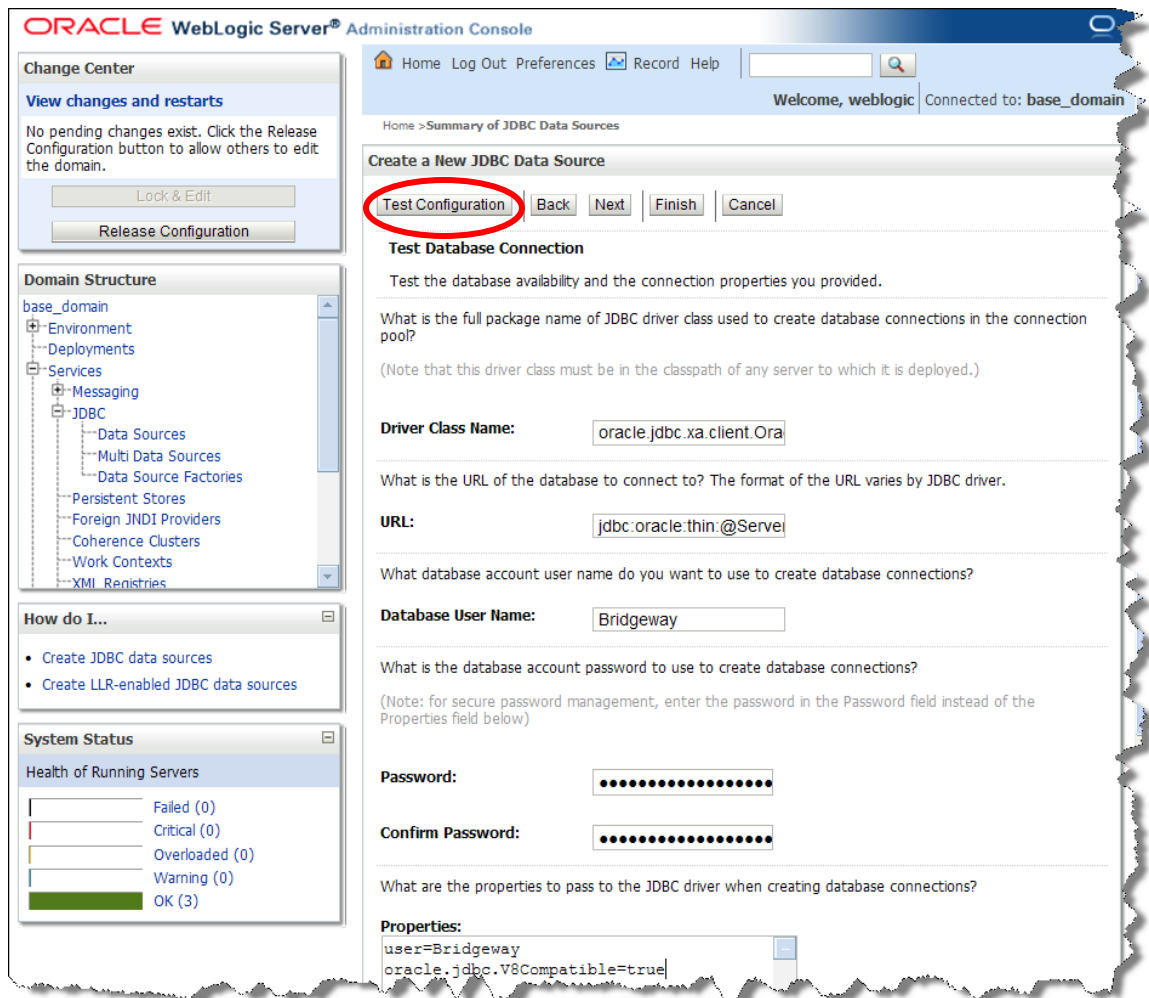 ORACLE WebLogic Server® Administration Console
Change Center
View changes and restarts
No pending changes exist. Click the Release
Configuration button to allow others to edit
the domain.
Lock & Edit
Release Configuration
Domain Structure
base_domain
Environment
Deployments
Services
Messaging
JDBC
Data Sources
Multi Data Sources
Data Source Factories
Persistent Stores
Foreign JNDI Providers
Coherence Clusters
Work Contexts
XML Registries
How do I...
Create JDBC data sources
Create LLR-enabled JDBC data sources
System Status
Health of Running Servers
Failed (0)
Critical (0)
Overloaded (0)
Warning (0)
OK (3)
Home Log Out Preferences Record Help
Welcome, weblogic Connected to: base_domain
Home >Summary of JDBC Data Sources
Create a New JDBC Data Source
Test Configuration Back Next Finish Cancel
Test Database Connection
Test the database availability and the connection properties you provided.
What is the full package name of JDBC driver class used to create database connections in the connection
pool?
(Note that this driver class must be in the classpath of any server to which it is deployed.)
Driver Class Name: oracle.jdbc.xa.client.Ora
What is the URL of the database to connect to? The format of the URL varies by JDBC driver.
URL: jdbc:oracle:thin:@Server
What database account user name do you want to use to create database connections?
Database User Name: Bridgeway
What is the database account password to use to create database connections?
(Note: for secure password management, enter the password in the Password field instead of the
Properties field below)
Password: ●●●●●●●●●●●●●●●●●●
Confirm Password: ●●●●●●●●●●●●●●●●●●
What are the properties to pass to the JDBC driver when creating database connections?
Properties:
user=Bridgeway
oracle.jdbc.V8Compatible=true